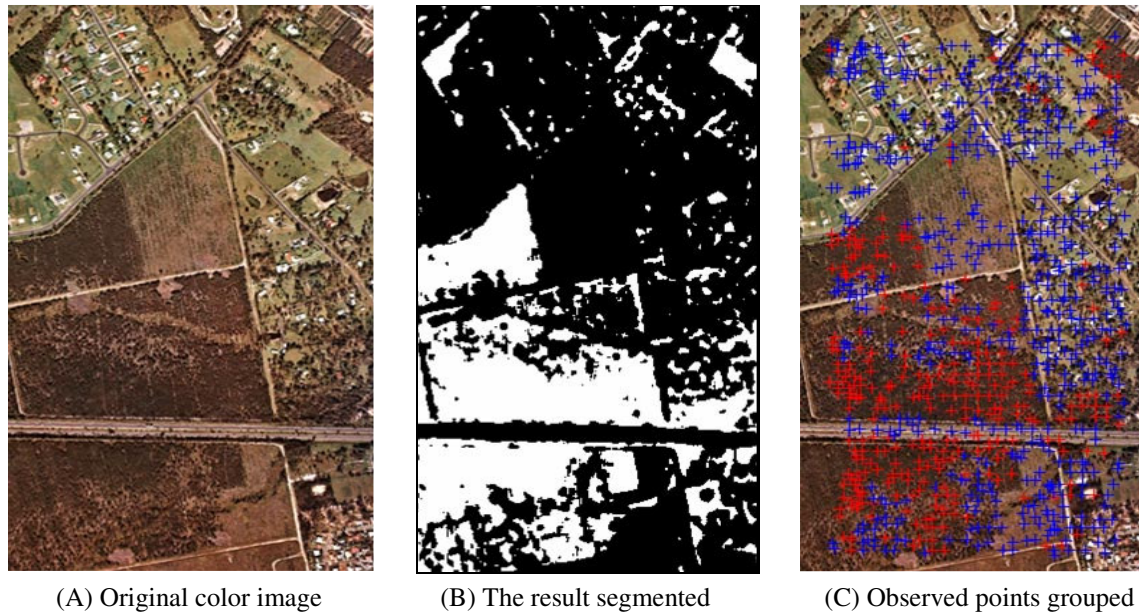 (A) Original color image
(B) The result segmented
(C) Observed points grouped